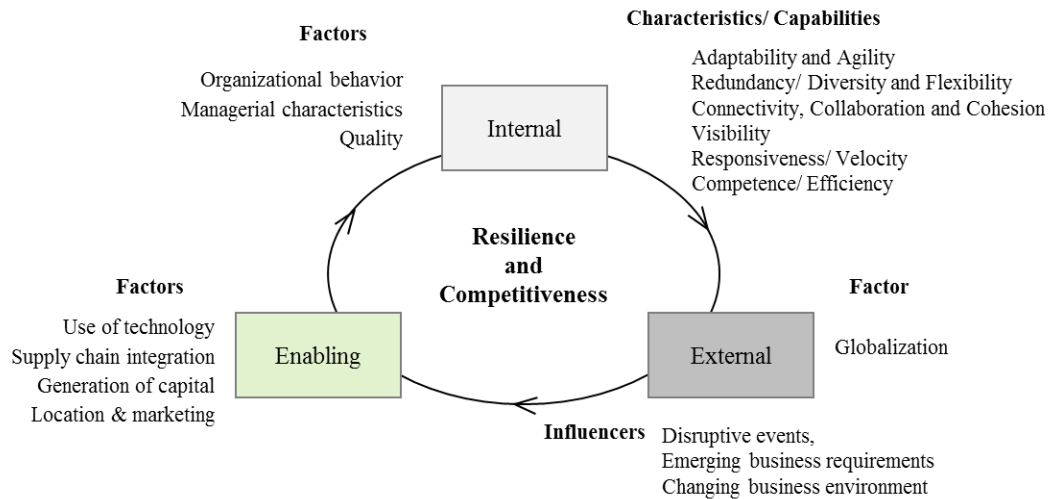 Characteristics/ Capabilities
Factors
Adaptability and Agility
Organizational behavior
Redundancy/ Diversity and Flexibility
Managerial characteristics
Connectivity, Collaboration and Cohesion
Quality
Internal
Visibility
Responsiveness/ Velocity
Competence/ Efficiency
Resilience
and
Competitiveness
Factors
Use of technology
Supply chain integration
Generation of capital
Location & marketing
Enabling
External
Factor
Globalization
Influencers
Disruptive events,
Emerging business requirements
Changing business environment